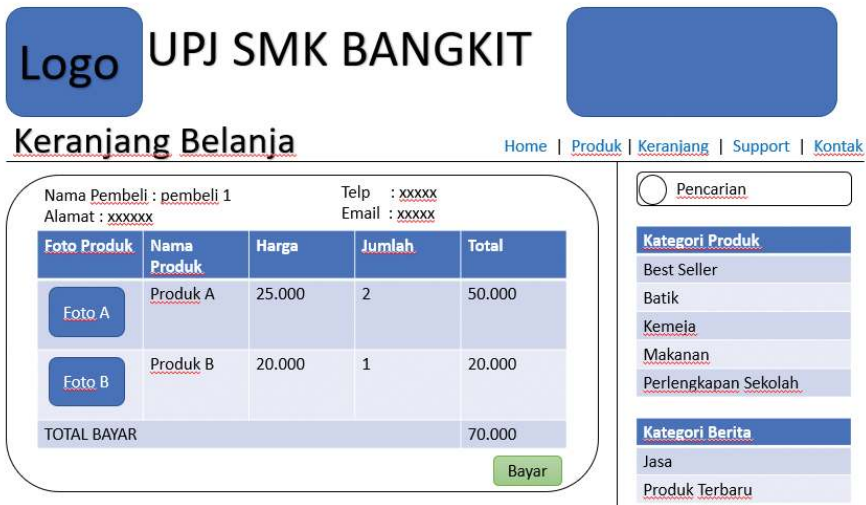 Logo
UPJ SMK BANGKIT
Keranjang Belanja
Home | Produk | Keranjang | Support | Kontak
Nama Pembeli : pembeli 1
Telp : xxxxx
Alamat : xxxxxx
Email : xxxxx
Foto Produk Nama Produk Harga Jumlah Total
Foto A Produk A 25.000 2 50.000
Foto B Produk B 20.000 1 20.000
TOTAL BAYAR 70.000
Bayar
Pencarian
Kategori Produk
Best Seller
Batik
Kemeja
Makanan
Perlengkapan Sekolah
Kategori Berita
Jasa
Produk Terbaru